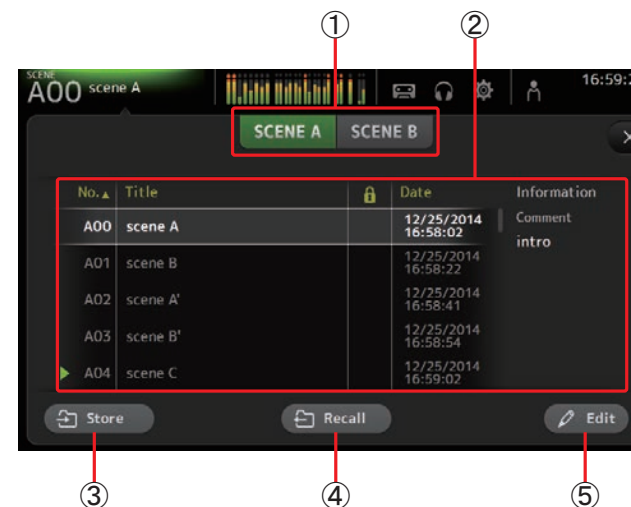 ① ②
SCENE
A00 scene A
16:59:
SCENE A SCENE B
No. Title Date Information
A00 scene A 12/25/2014 16:58:02
Comment
intro
A01 scene B 12/25/2014 16:58:22
A02 scene A' 12/25/2014 16:58:41
A03 scene B' 12/25/2014 16:58:54
A04 scene C 12/25/2014 16:59:02
Store Recall Edit
③ ④ ⑤